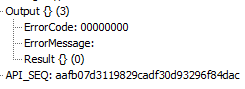 Output {} (3)
ErrorCode: 00000000
ErrorMessage:
Result {} (0)
API_SEQ: aafb07d3119829cadf30d93296f84dac